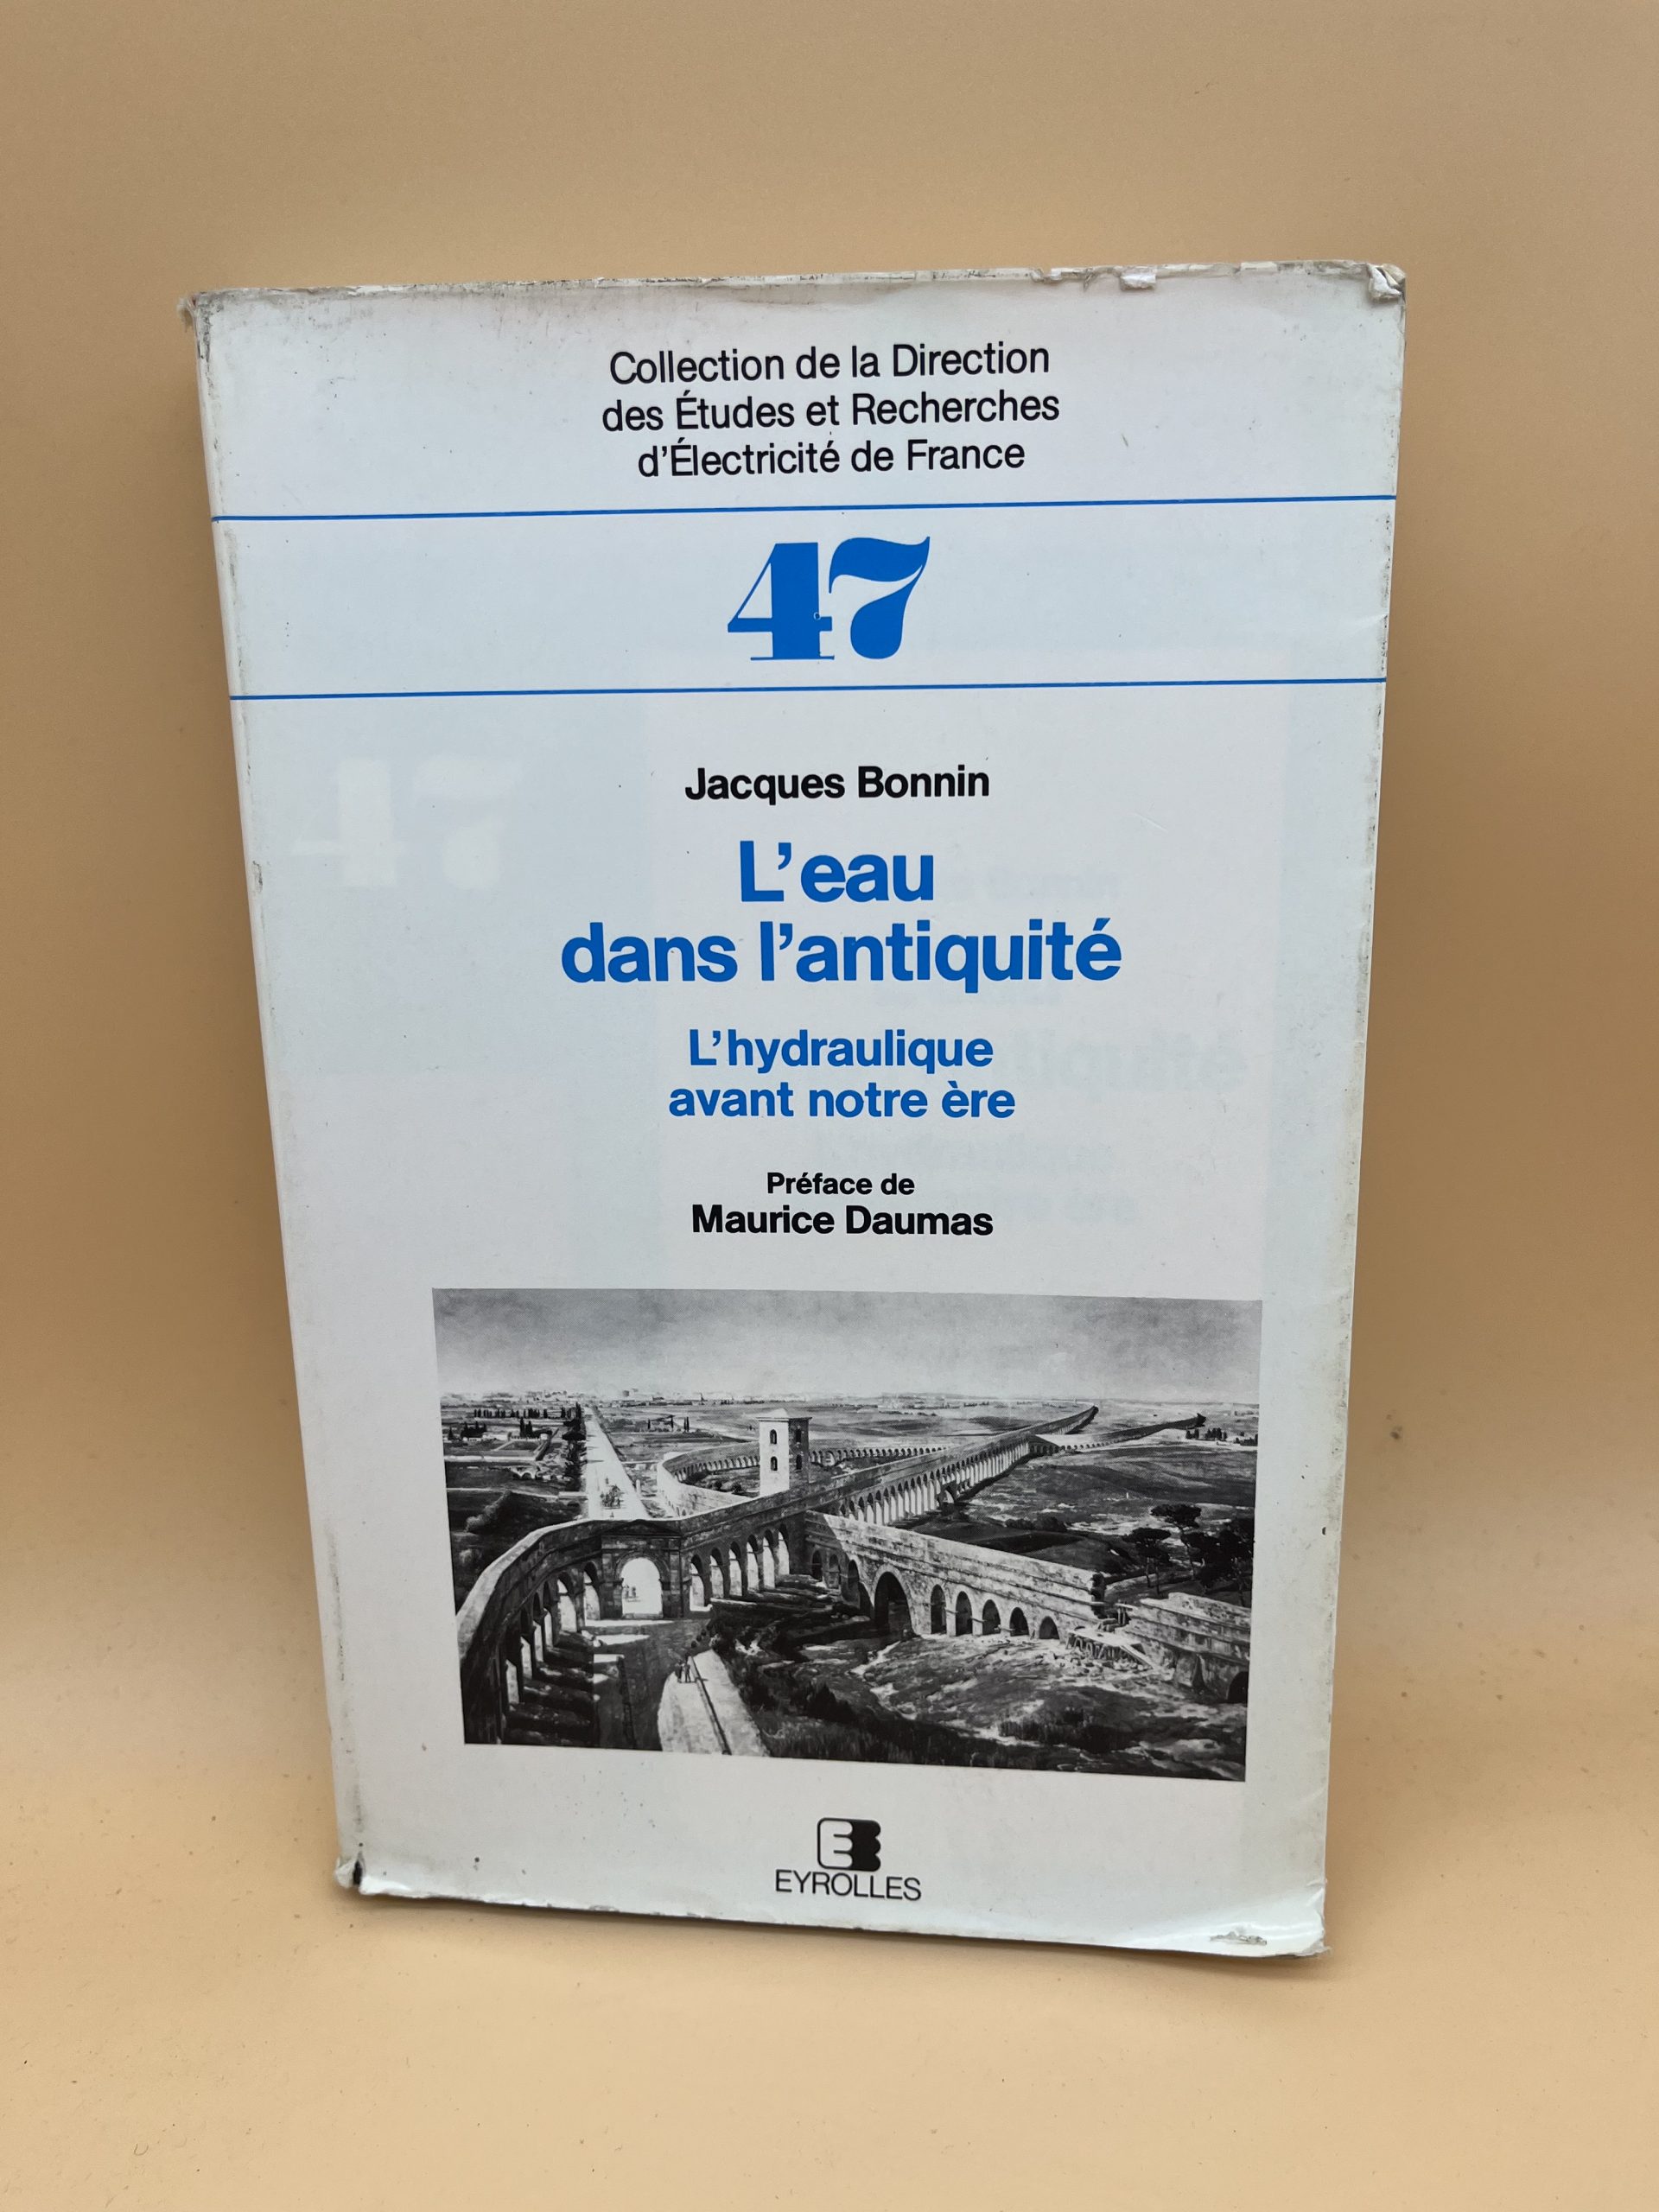 Collection de la Direction
des Études et Recherches
d'Électricité de France
47
Jacques Bonnin
L'eau
dans l'antiquité
L'hydraulique
avant notre ère
Préface de
Maurice Daumas
EYROLLES